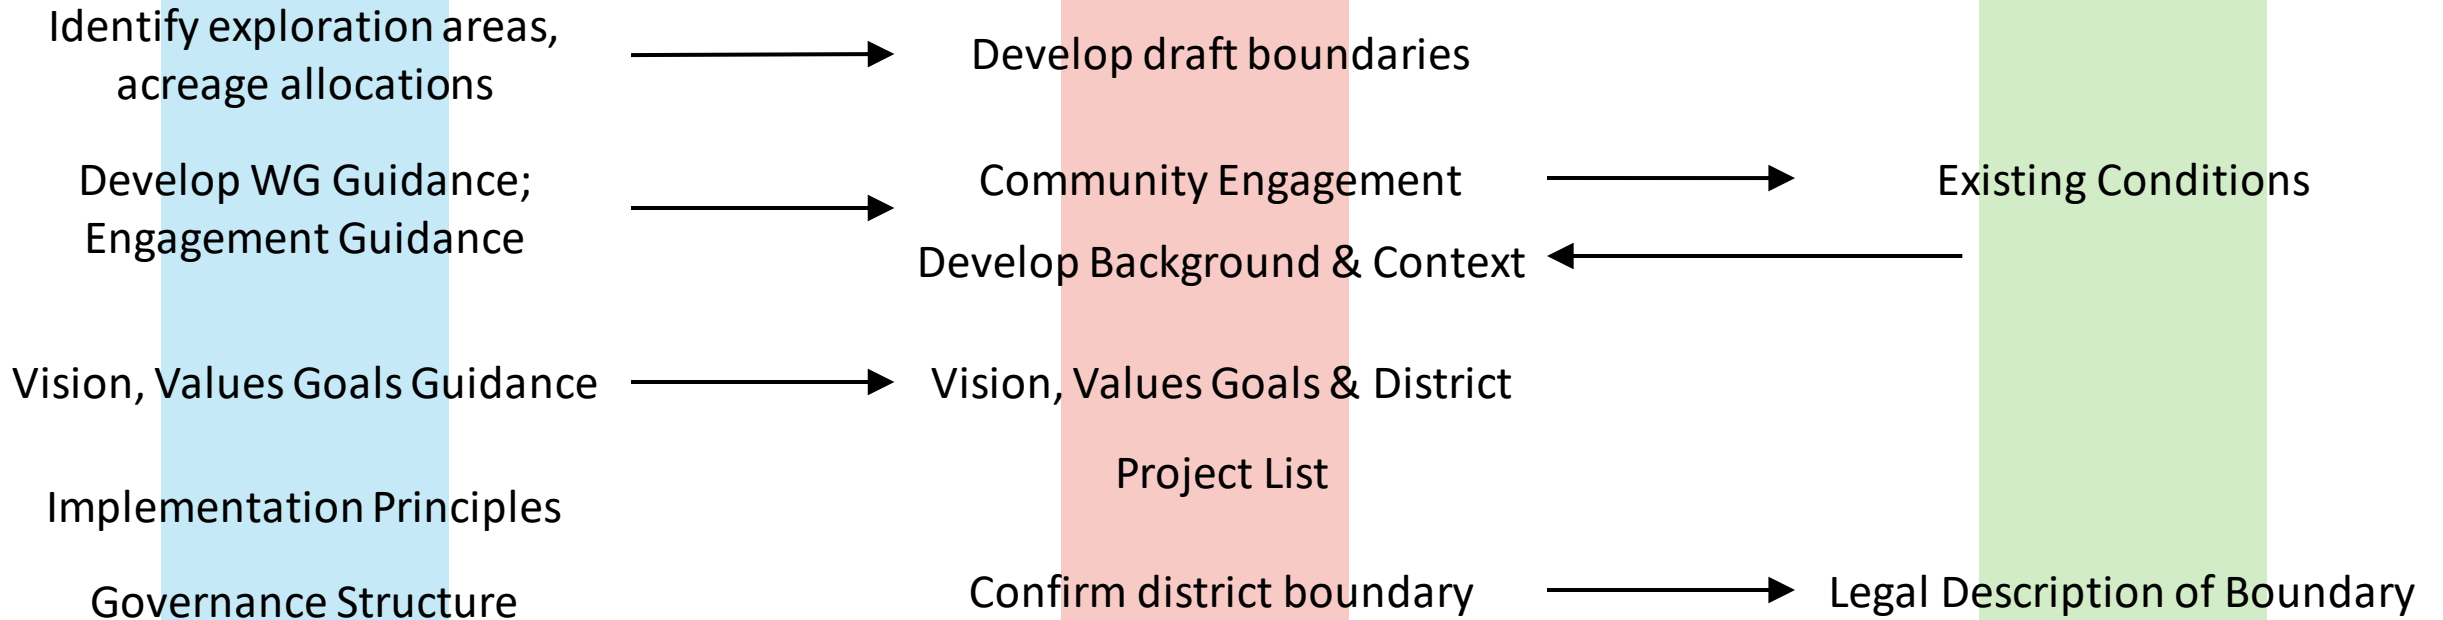 Identify exploration areas,
acreage allocations
Develop draft boundaries
Develop WG Guidance;
Engagement Guidance
Community Engagement
Existing Conditions
Develop Background & Context
Vision, Values Goals Guidance
Vision, Values Goals & District
Project List
Implementation Principles
Governance Structure
Confirm district boundary
Legal Description of Boundary